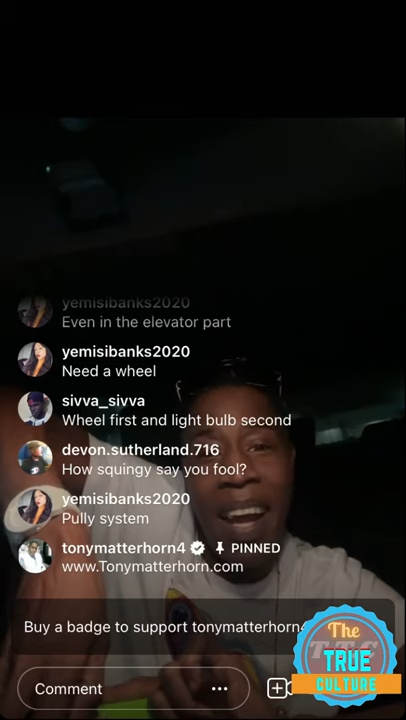 yemisibanks2020
Even in the elevator part
yemisibanks2020
Need a wheel
sivva_sivva
Wheel first and light bulb second
devon.sutherland.716
How squingy say you fool?
yemisibanks2020
Pully system
tonymatterhorn4 PINNED
www.Tonymatterhorn.com
Buy a badge to support tonymatterhorn4
Comment
The
TRUE
CULTURE